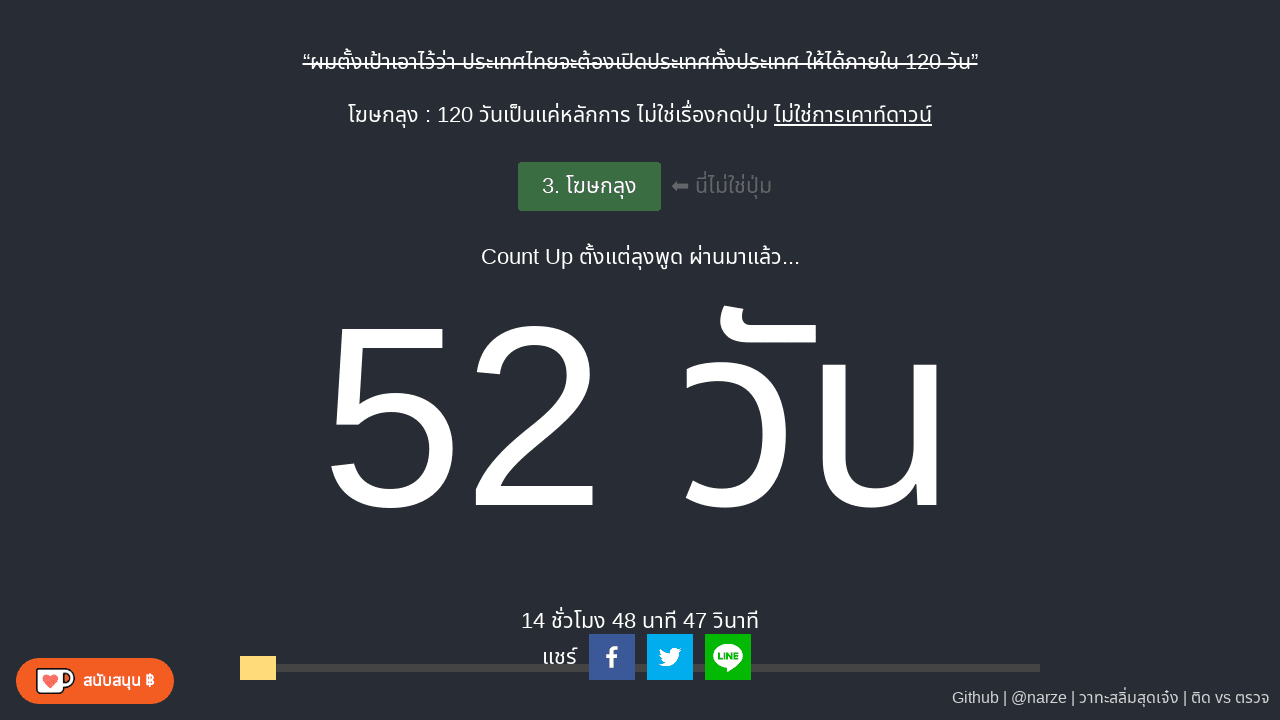 “ผมตั้งเป้าเอาไว้ว่า ประเทศไทยจะต้องเปิดประเทศทั้งประเทศ ให้ได้ภายใน 120 วัน”
โฆษกลุง : 120 วันเป็นแค่หลักการ ไม่ใช่เรื่องกดปุ่ม ไม่ใช่การเคาท์ดาวน์
3. โฆษกลุง ⬅ นี่ไม่ใช่ปุ่ม
Count Up ตั้งแต่ลุงพูด ผ่านมาแล้ว...
52 วัน
14 ชั่วโมง 48 นาที 47 วินาที
แชร์ LINE
สนับสนุน ฿
Github | @narze | วาทะสลิ่มสุดเจ๋ง | ติด vs ตรวจ